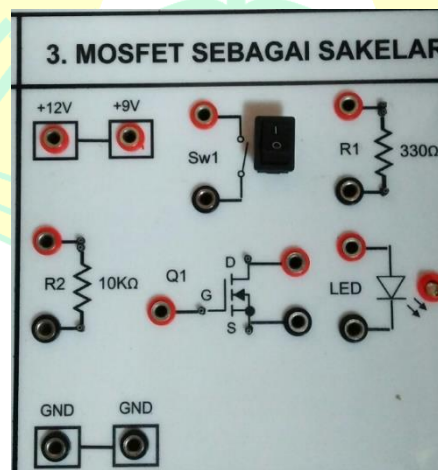 3. MOSFET SEBAGAI SAKELAR
+12V
+9V
Sw1
I
O
R1
330Ω
R2
10KΩ
Q1
D
G
S
LED
GND
GND